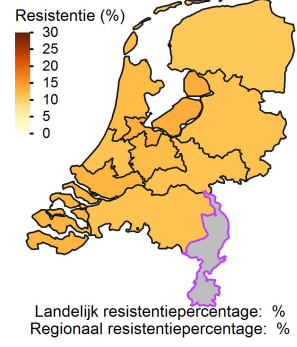 Resistentie (%)
30
25
20
15
10
5
0
Landelijk resistentiepercentage:  %
Regionaal resistentiepercentage:  %